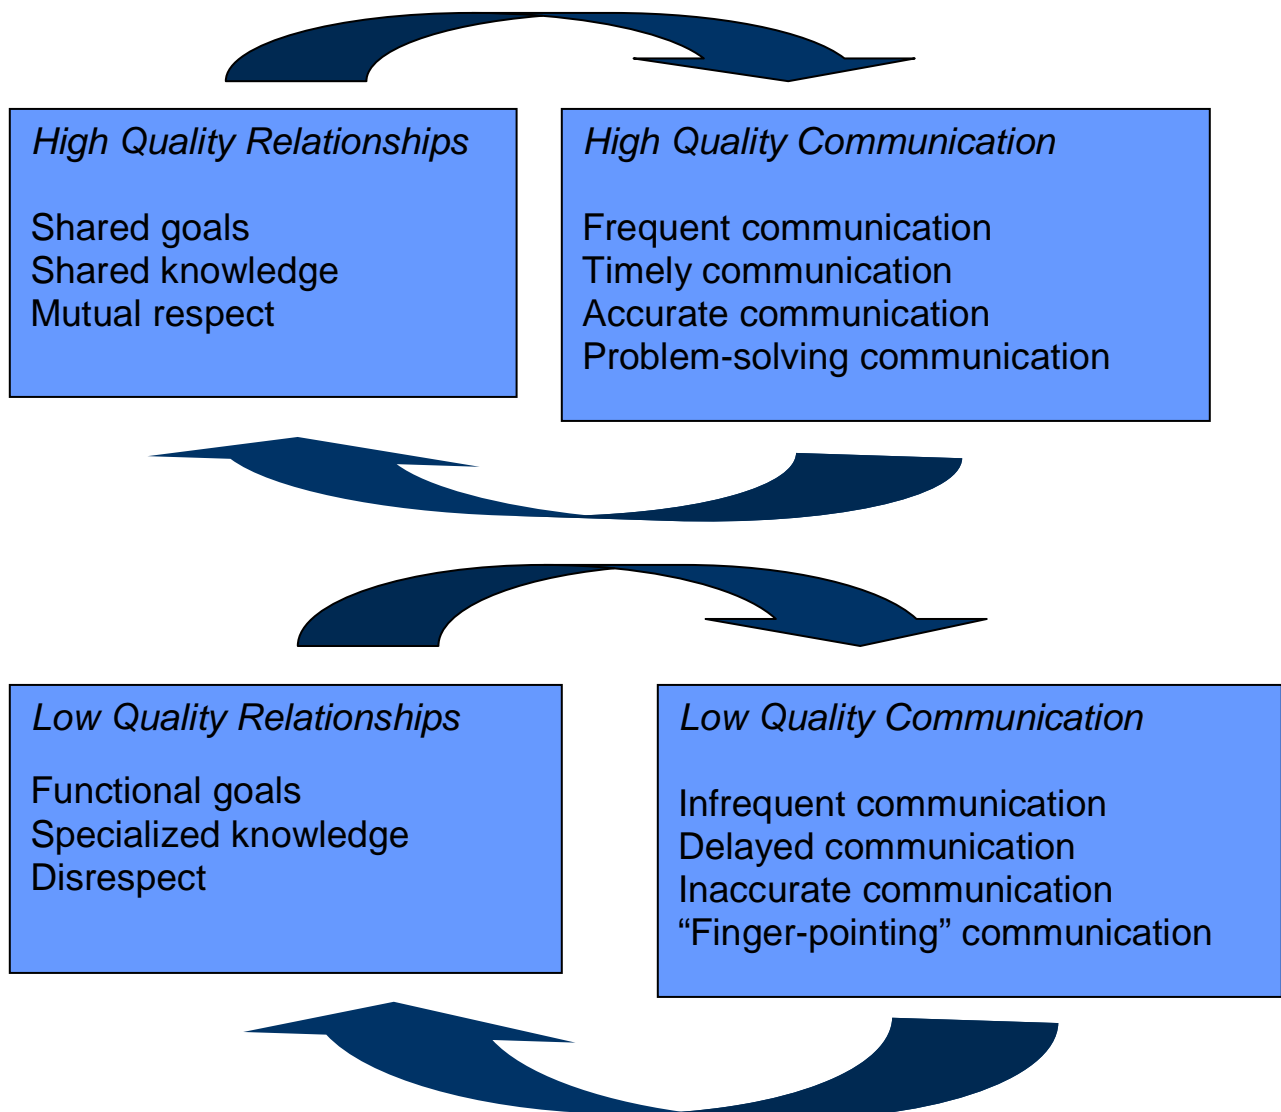 High Quality Relationships
Shared goals
Shared knowledge
Mutual respect
High Quality Communication
Frequent communication
Timely communication
Accurate communication
Problem-solving communication
Low Quality Relationships
Functional goals
Specialized knowledge
Disrespect
Low Quality Communication
Infrequent communication
Delayed communication
Inaccurate communication
“Finger-pointing” communication